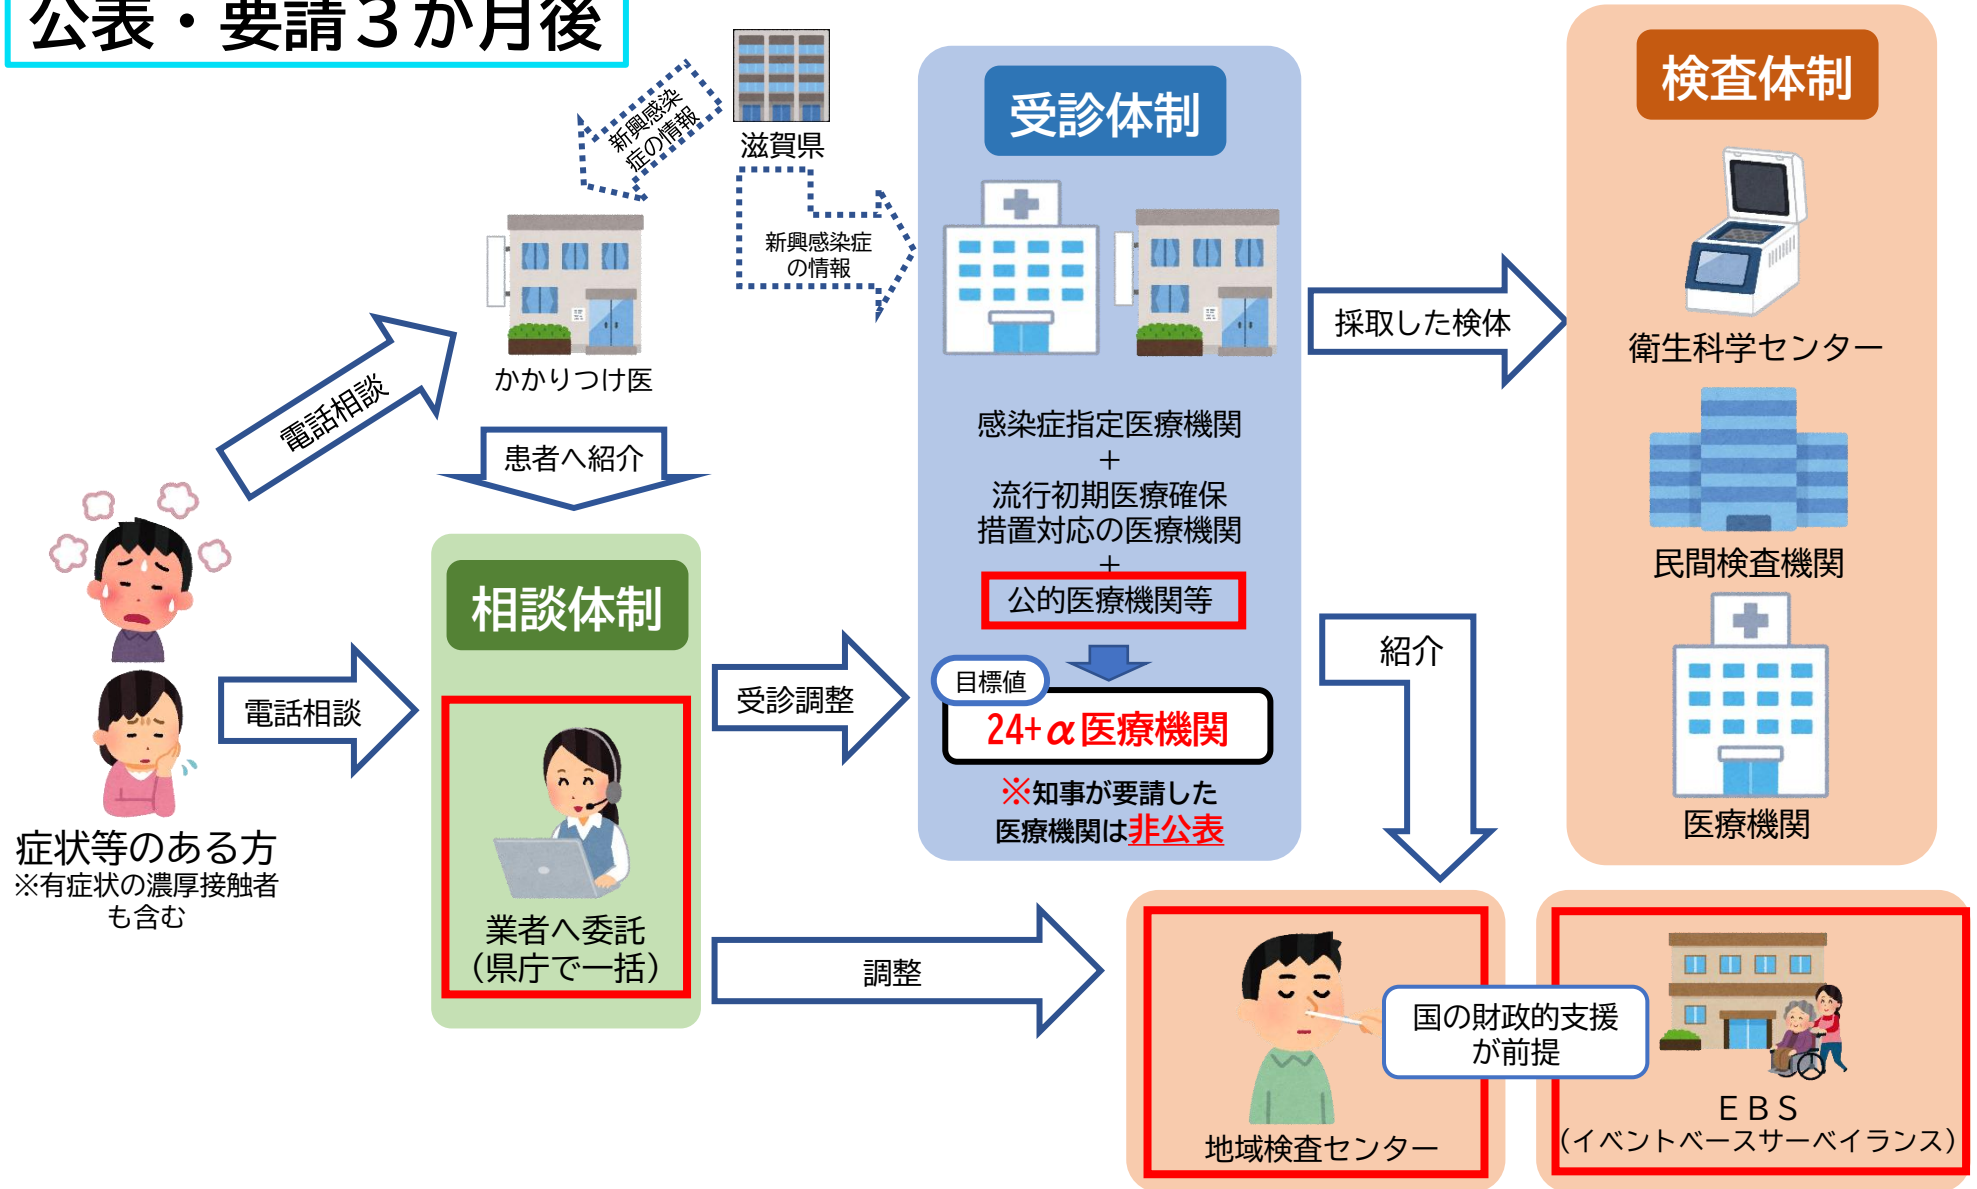 公表・要請３か月後
新興感染
症の情報
滋賀県
新興感染症
の情報
かかりつけ医
電話相談
患者へ紹介
症状等のある方
※有症状の濃厚接触者
も含む
電話相談
相談体制
業者へ委託
（県庁で一括）
受診調整
調整
受診体制
感染症指定医療機関
＋
流行初期医療確保
措置対応の医療機関
＋
公的医療機関等
目標値
24+α医療機関
※知事が要請した
医療機関は非公表
採取した検体
紹介
検査体制
衛生科学センター
民間検査機関
医療機関
地域検査センター
国の財政的支援
が前提
ＥＢＳ
（イベントベースサーベイランス）